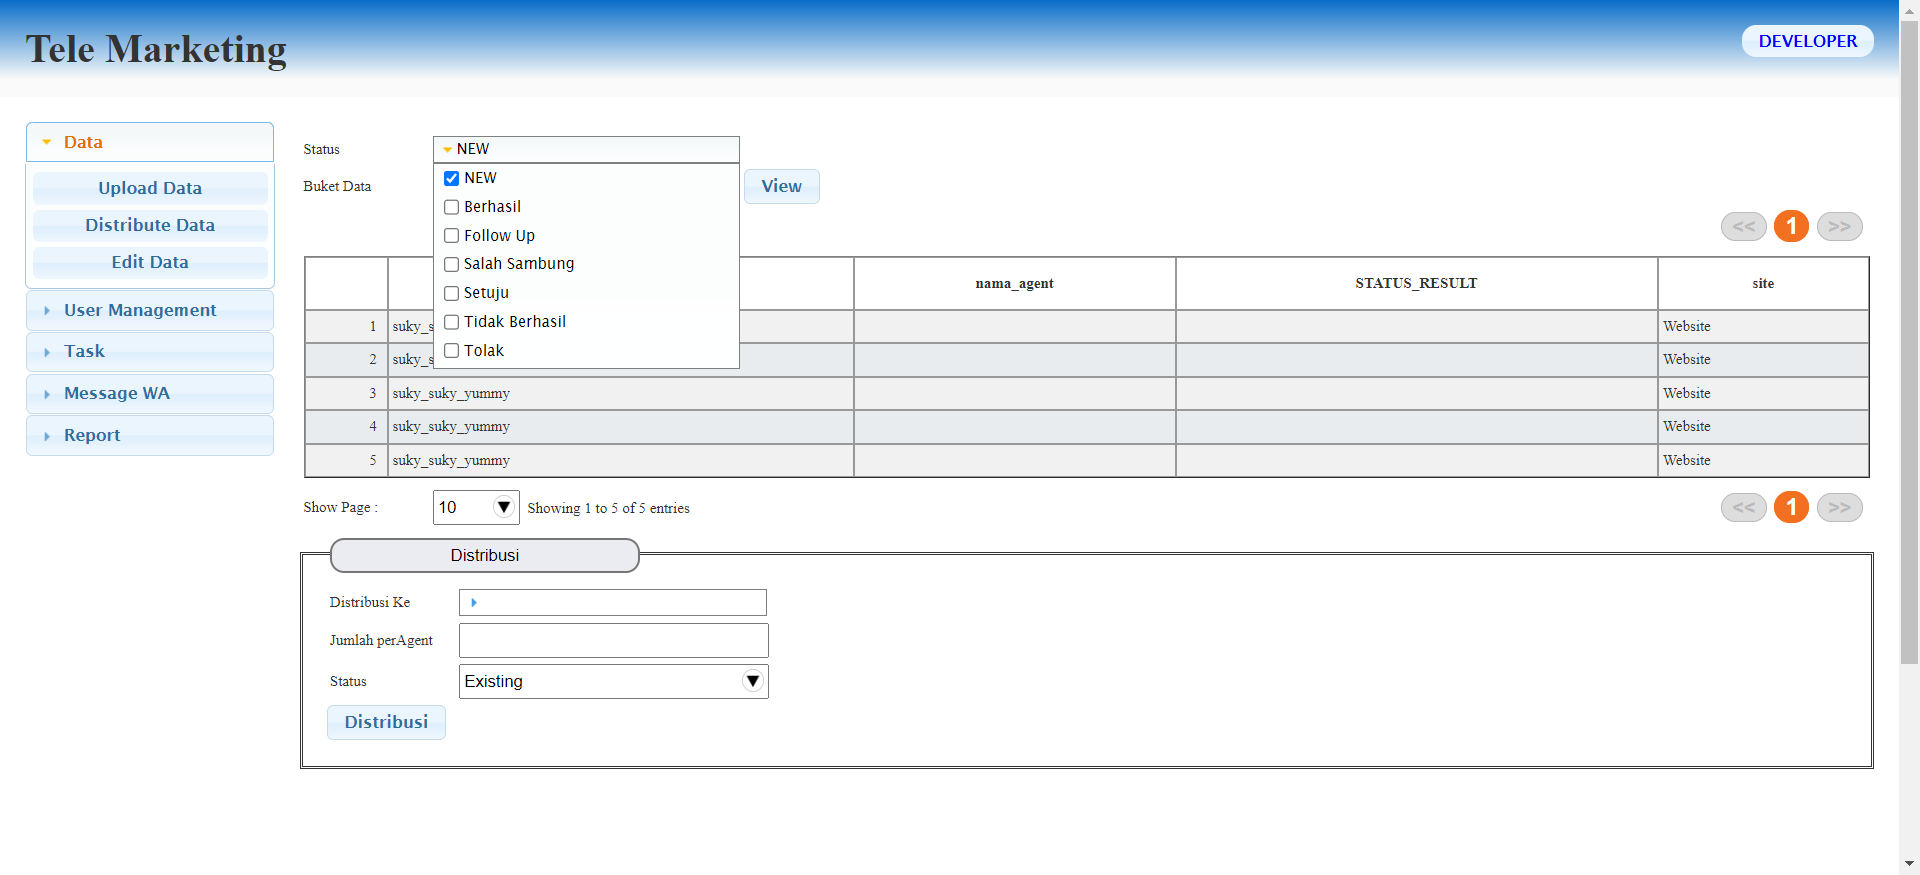 Tele Marketing
DEVELOPER
Data
Upload Data
Distribute Data
Edit Data
User Management
Task
Message WA
Report
Status
NEW
NEW
Berhasil
Follow Up
Salah Sambung
Setuju
Tidak Berhasil
Tolak
Buket Data
View
<< 1 >>
nama_agent STATUS_RESULT site
1 suky_s Website
2 suky_s Website
3 suky_suky_yummy Website
4 suky_suky_yummy Website
5 suky_suky_yummy Website
Show Page : 10 Showing 1 to 5 of 5 entries
<< 1 >>
Distribusi
Distribusi Ke
Jumlah perAgent
Status Existing
Distribusi